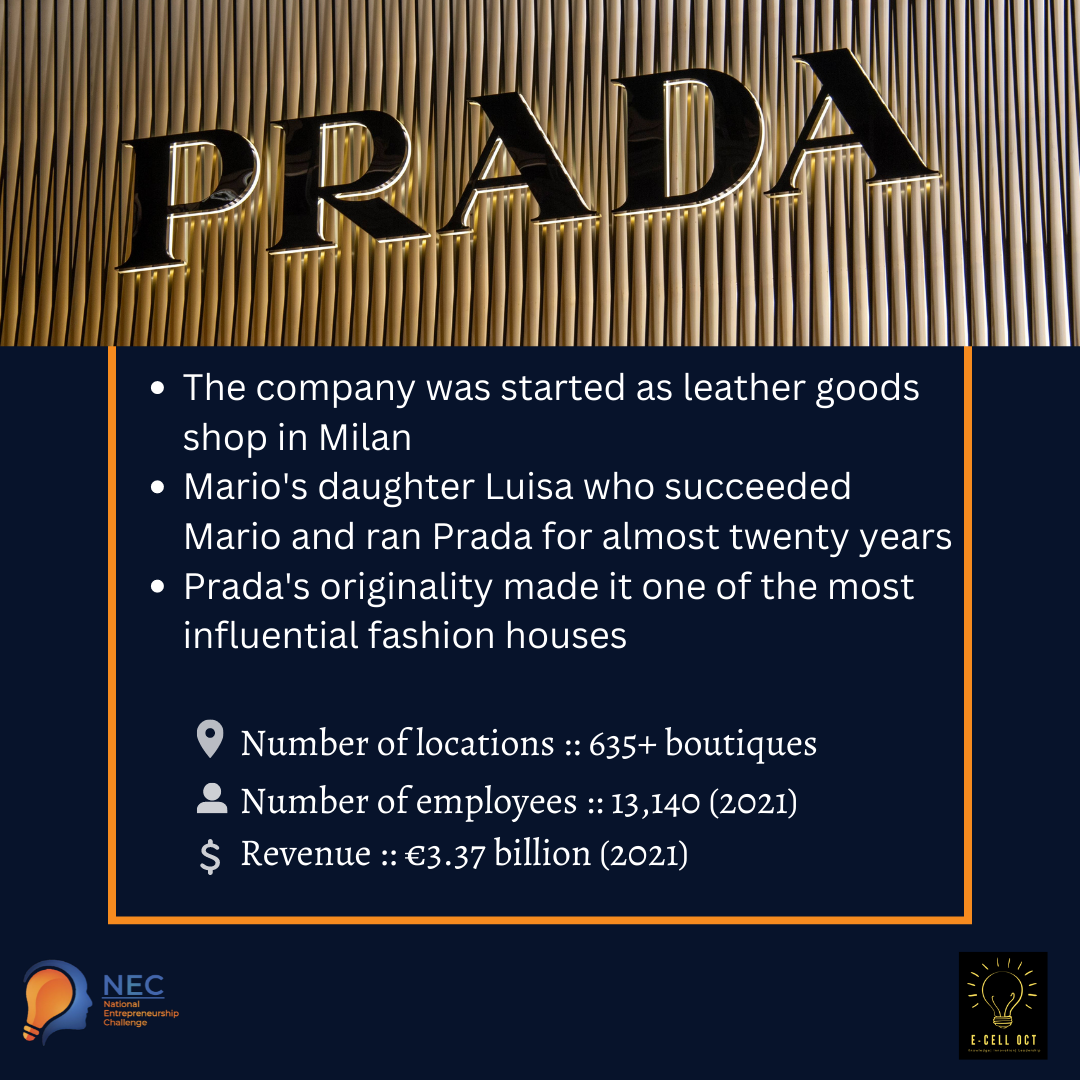 PRADA
The company was started as leather goods
shop in Milan
Mario's daughter Luisa who succeeded
Mario and ran Prada for almost twenty years
Prada's originality made it one of the most
influential fashion houses
Number of locations :: 635+ boutiques
Number of employees :: 13,140 (2021)
Revenue :: €3.37 billion (2021)
NEC
National
Entrepreneurship
Challenge
E-CELL OCT